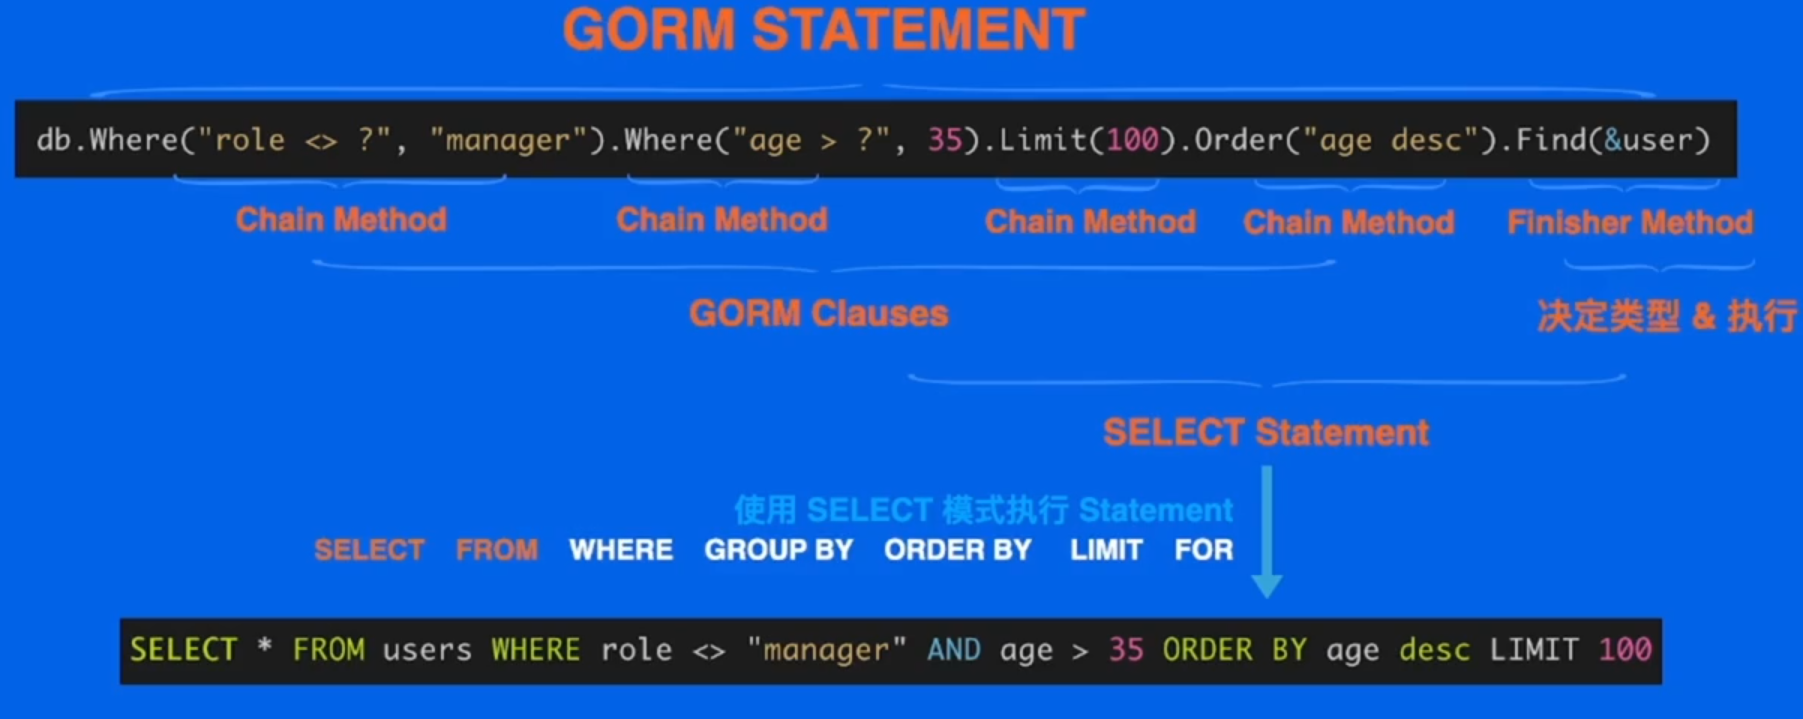 GORM STATEMENT
db.Where("role <> ?", "manager").Where("age > ?", 35).Limit(100).Order("age desc").Find(&user)
Chain Method Chain Method Chain Method Chain Method Finisher Method
GORM Clauses 决定类型 & 执行
SELECT Statement
使用 SELECT 模式执行 Statement
SELECT FROM WHERE GROUP BY ORDER BY LIMIT FOR
SELECT * FROM users WHERE role <> "manager" AND age > 35 ORDER BY age desc LIMIT 100